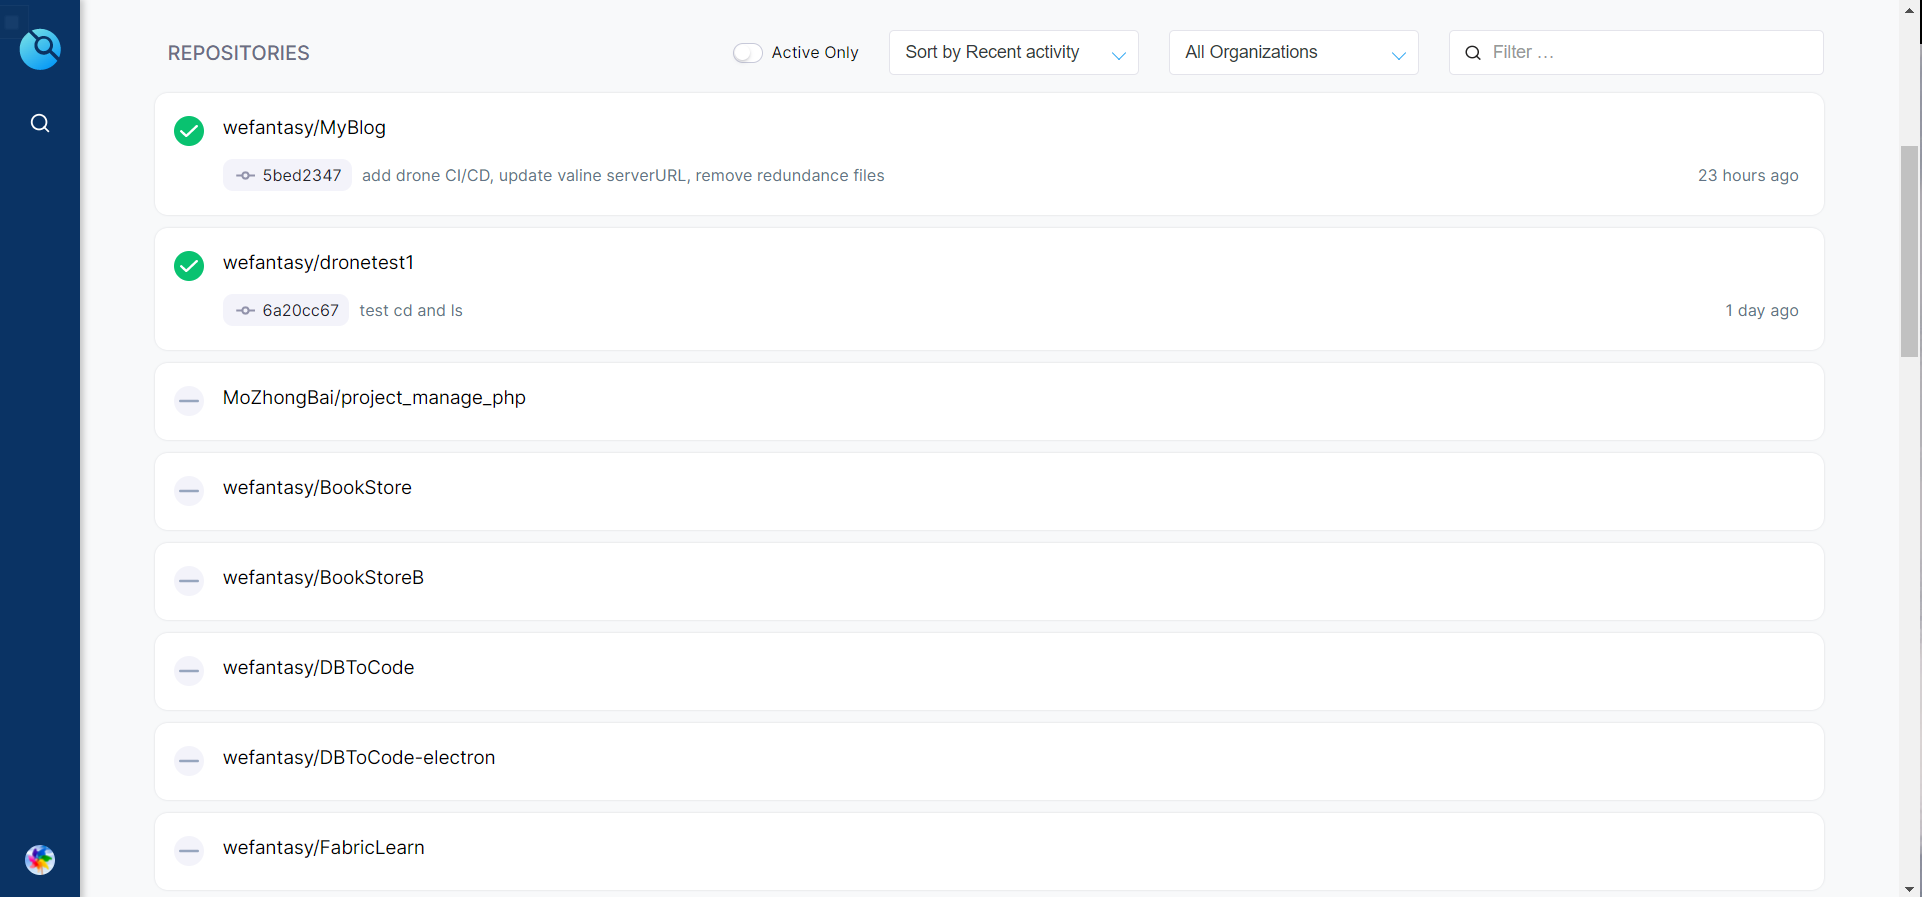 REPOSITORIES
Active Only
Sort by Recent activity
All Organizations
Filter ...
wefantasy/MyBlog
5bed2347 add drone CI/CD, update valine serverURL, remove redundance files 23 hours ago
wefantasy/dronetest1
6a20cc67 test cd and ls 1 day ago
MoZhongBai/project_manage_php
wefantasy/BookStore
wefantasy/BookStoreB
wefantasy/DBToCode
wefantasy/DBToCode-electron
wefantasy/FabricLearn